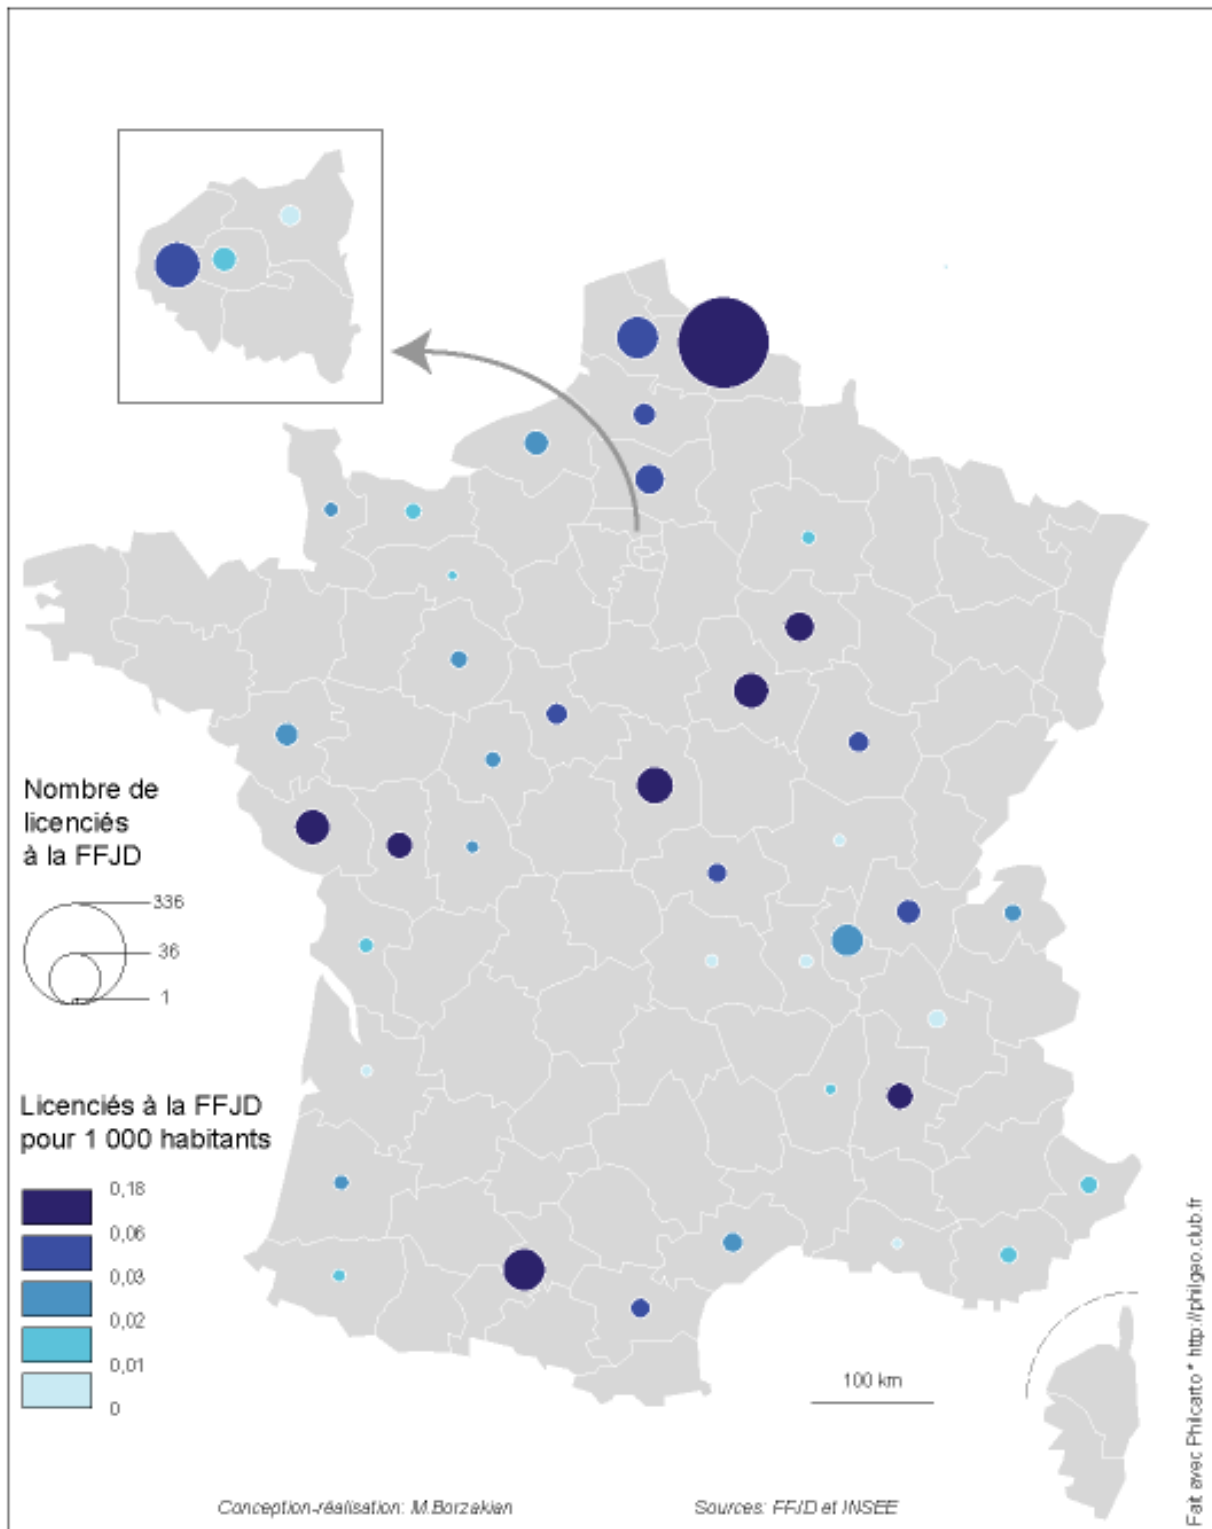 Nombre de
licenciés
à la FFJD
336
36
1
Licenciés à la FFJD
pour 1 000 habitants
0,18
0,06
0,03
0,02
0,01
0
100 km
Conception-réalisation: M.Borzakian
Sources: FFJD et INSEE
Fait avec Philcarto * http://philgeo.club.fr